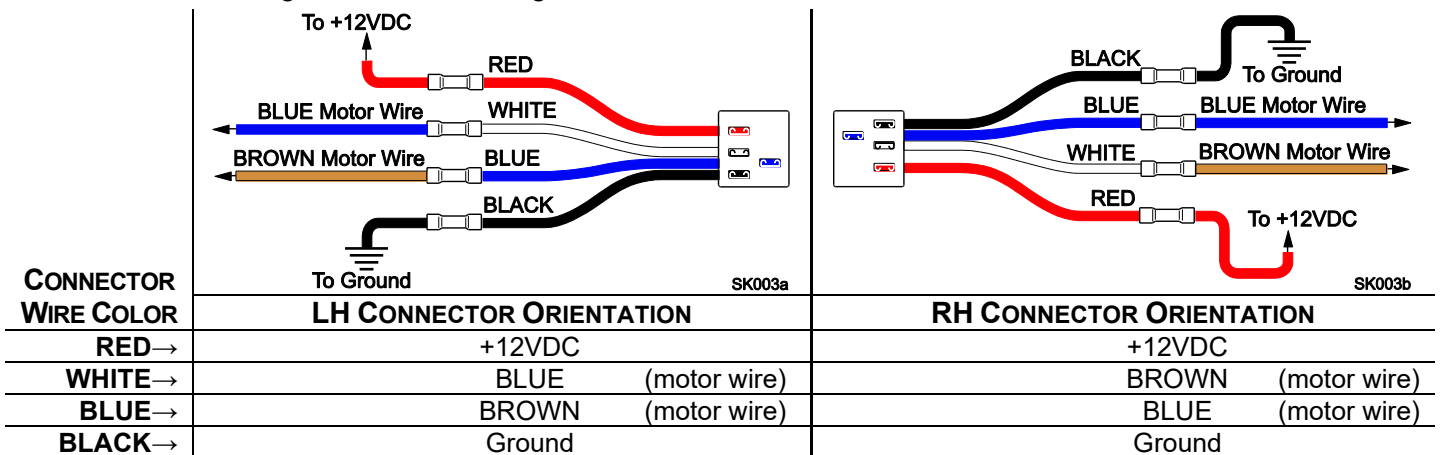 To +12VDC
RED
BLUE Motor Wire
WHITE
BROWN Motor Wire
BLUE
BLACK
To Ground
SK003a
BLACK
To Ground
BLUE
BLUE Motor Wire
WHITE
BROWN Motor Wire
RED
To +12VDC
SK003b
CONNECTOR
WIRE COLOR
LH CONNECTOR ORIENTATION
RH CONNECTOR ORIENTATION
RED→ +12VDC +12VDC
WHITE→ BLUE (motor wire) BROWN (motor wire)
BLUE→ BROWN (motor wire) BLUE (motor wire)
BLACK→ Ground Ground